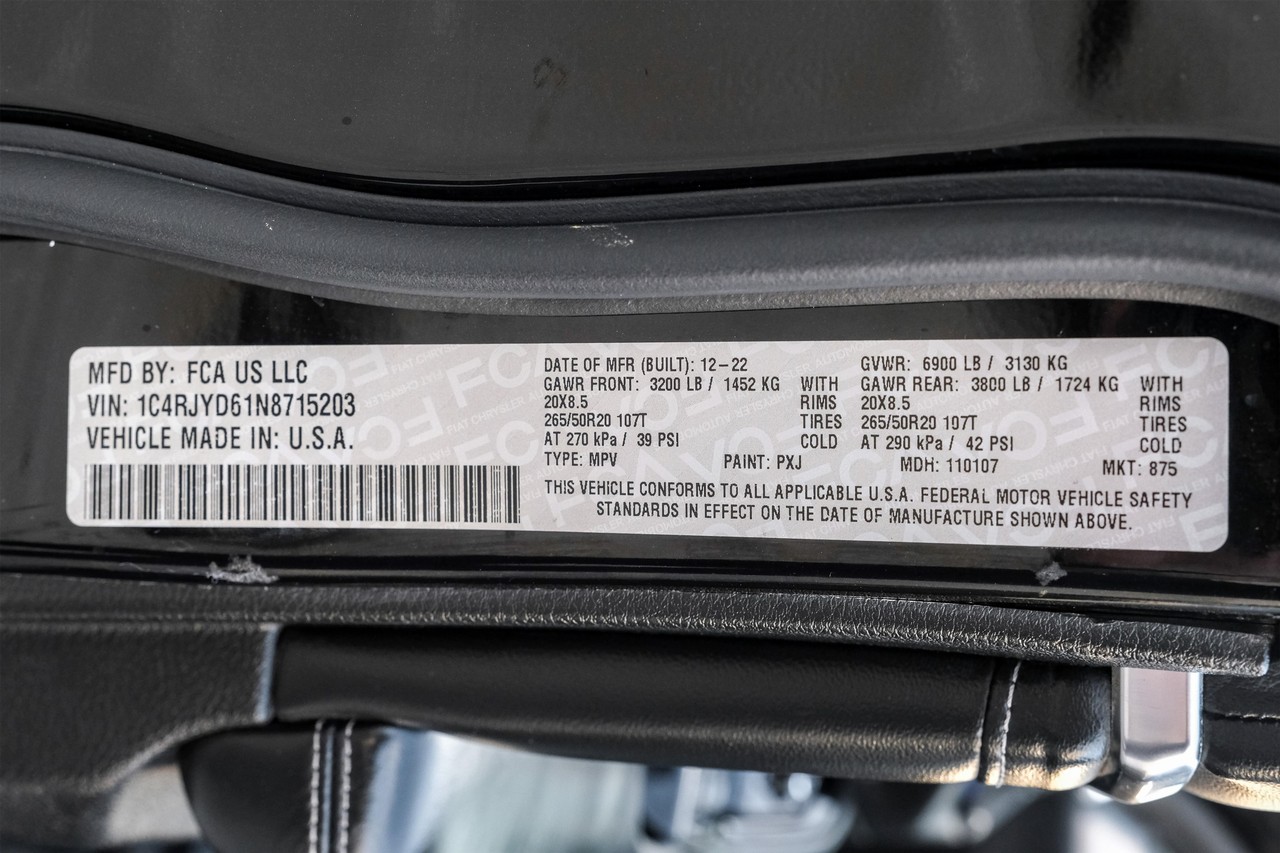 MFD BY: FCA US LLC
VIN: 1C4RJYD61N8715203
VEHICLE MADE IN: U.S.A.
DATE OF MFR (BUILT): 12-22 GVWR: 6900 LB / 3130 KG
GAWR FRONT: 3200 LB / 1452 KG WITH GAWR REAR: 3800 LB / 1724 KG WITH
20X8.5 RIMS 20X8.5 RIMS
265/50R20 107T TIRES 265/50R20 107T TIRES
AT 270 kPa / 39 PSI COLD AT 290 kPa / 42 PSI COLD
TYPE: MPV PAINT: PXJ MDH: 110107 MKT: 875
THIS VEHICLE CONFORMS TO ALL APPLICABLE U.S.A. FEDERAL MOTOR VEHICLE SAFETY
STANDARDS IN EFFECT ON THE DATE OF MANUFACTURE SHOWN ABOVE.